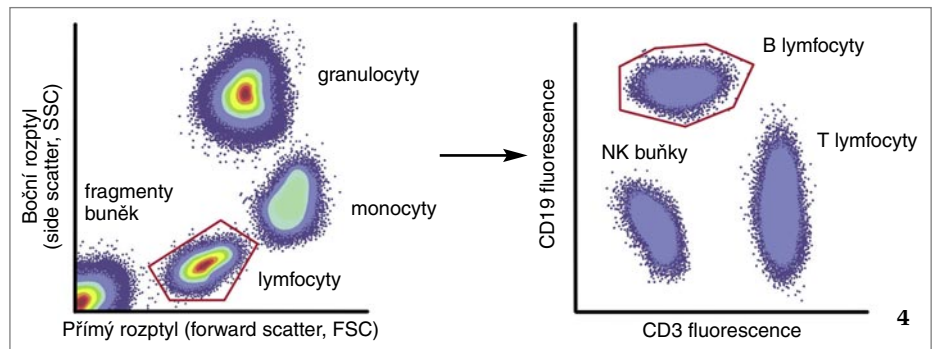 Boční rozptyl
(side scatter, SSC)
granulocyty
fragmenty
buněk
monocyty
lymfocyty
Přímý rozptyl (forward scatter, FSC)
CD19 fluorescence
B lymfocyty
NK buňky
T lymfocyty
CD3 fluorescence
4